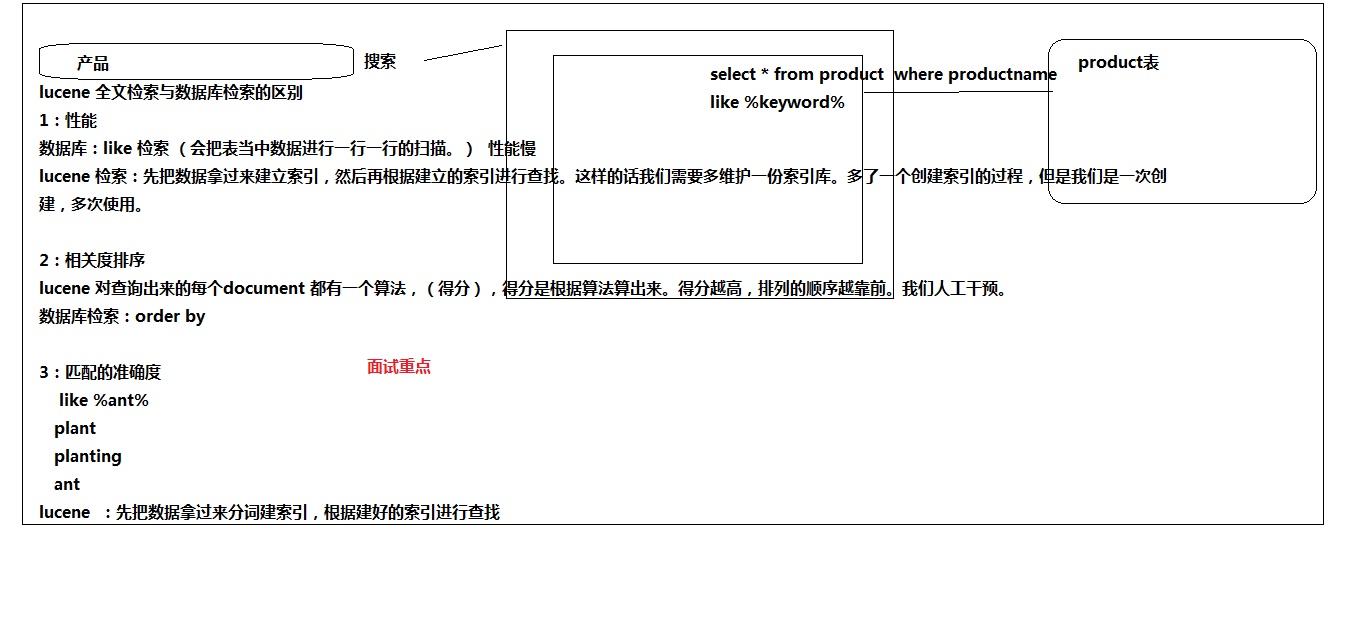 产品
搜索
select * from product  where productname
like %keyword%
product表
lucene 全文检索与数据库检索的区别
1：性能
数据库：like 检索 （会把表当中数据进行一行一行的扫描。）  性能慢
lucene 检索：先把数据拿过来建立索引，然后再根据建立的索引进行查找。这样的话我们需要多维护一份索引库。多了一个创建索引的过程，但是我们是一次创
建，多次使用。
2：相关度排序
lucene 对查询出来的每个document 都有一个算法，（得分），得分是根据算法算出来。得分越高，排列的顺序越靠前。我们人工干预。
数据库检索：order by
3：匹配的准确度
面试重点
like %ant%
plant
planting
ant
lucene  ：先把数据拿过来分词建索引，根据建好的索引进行查找